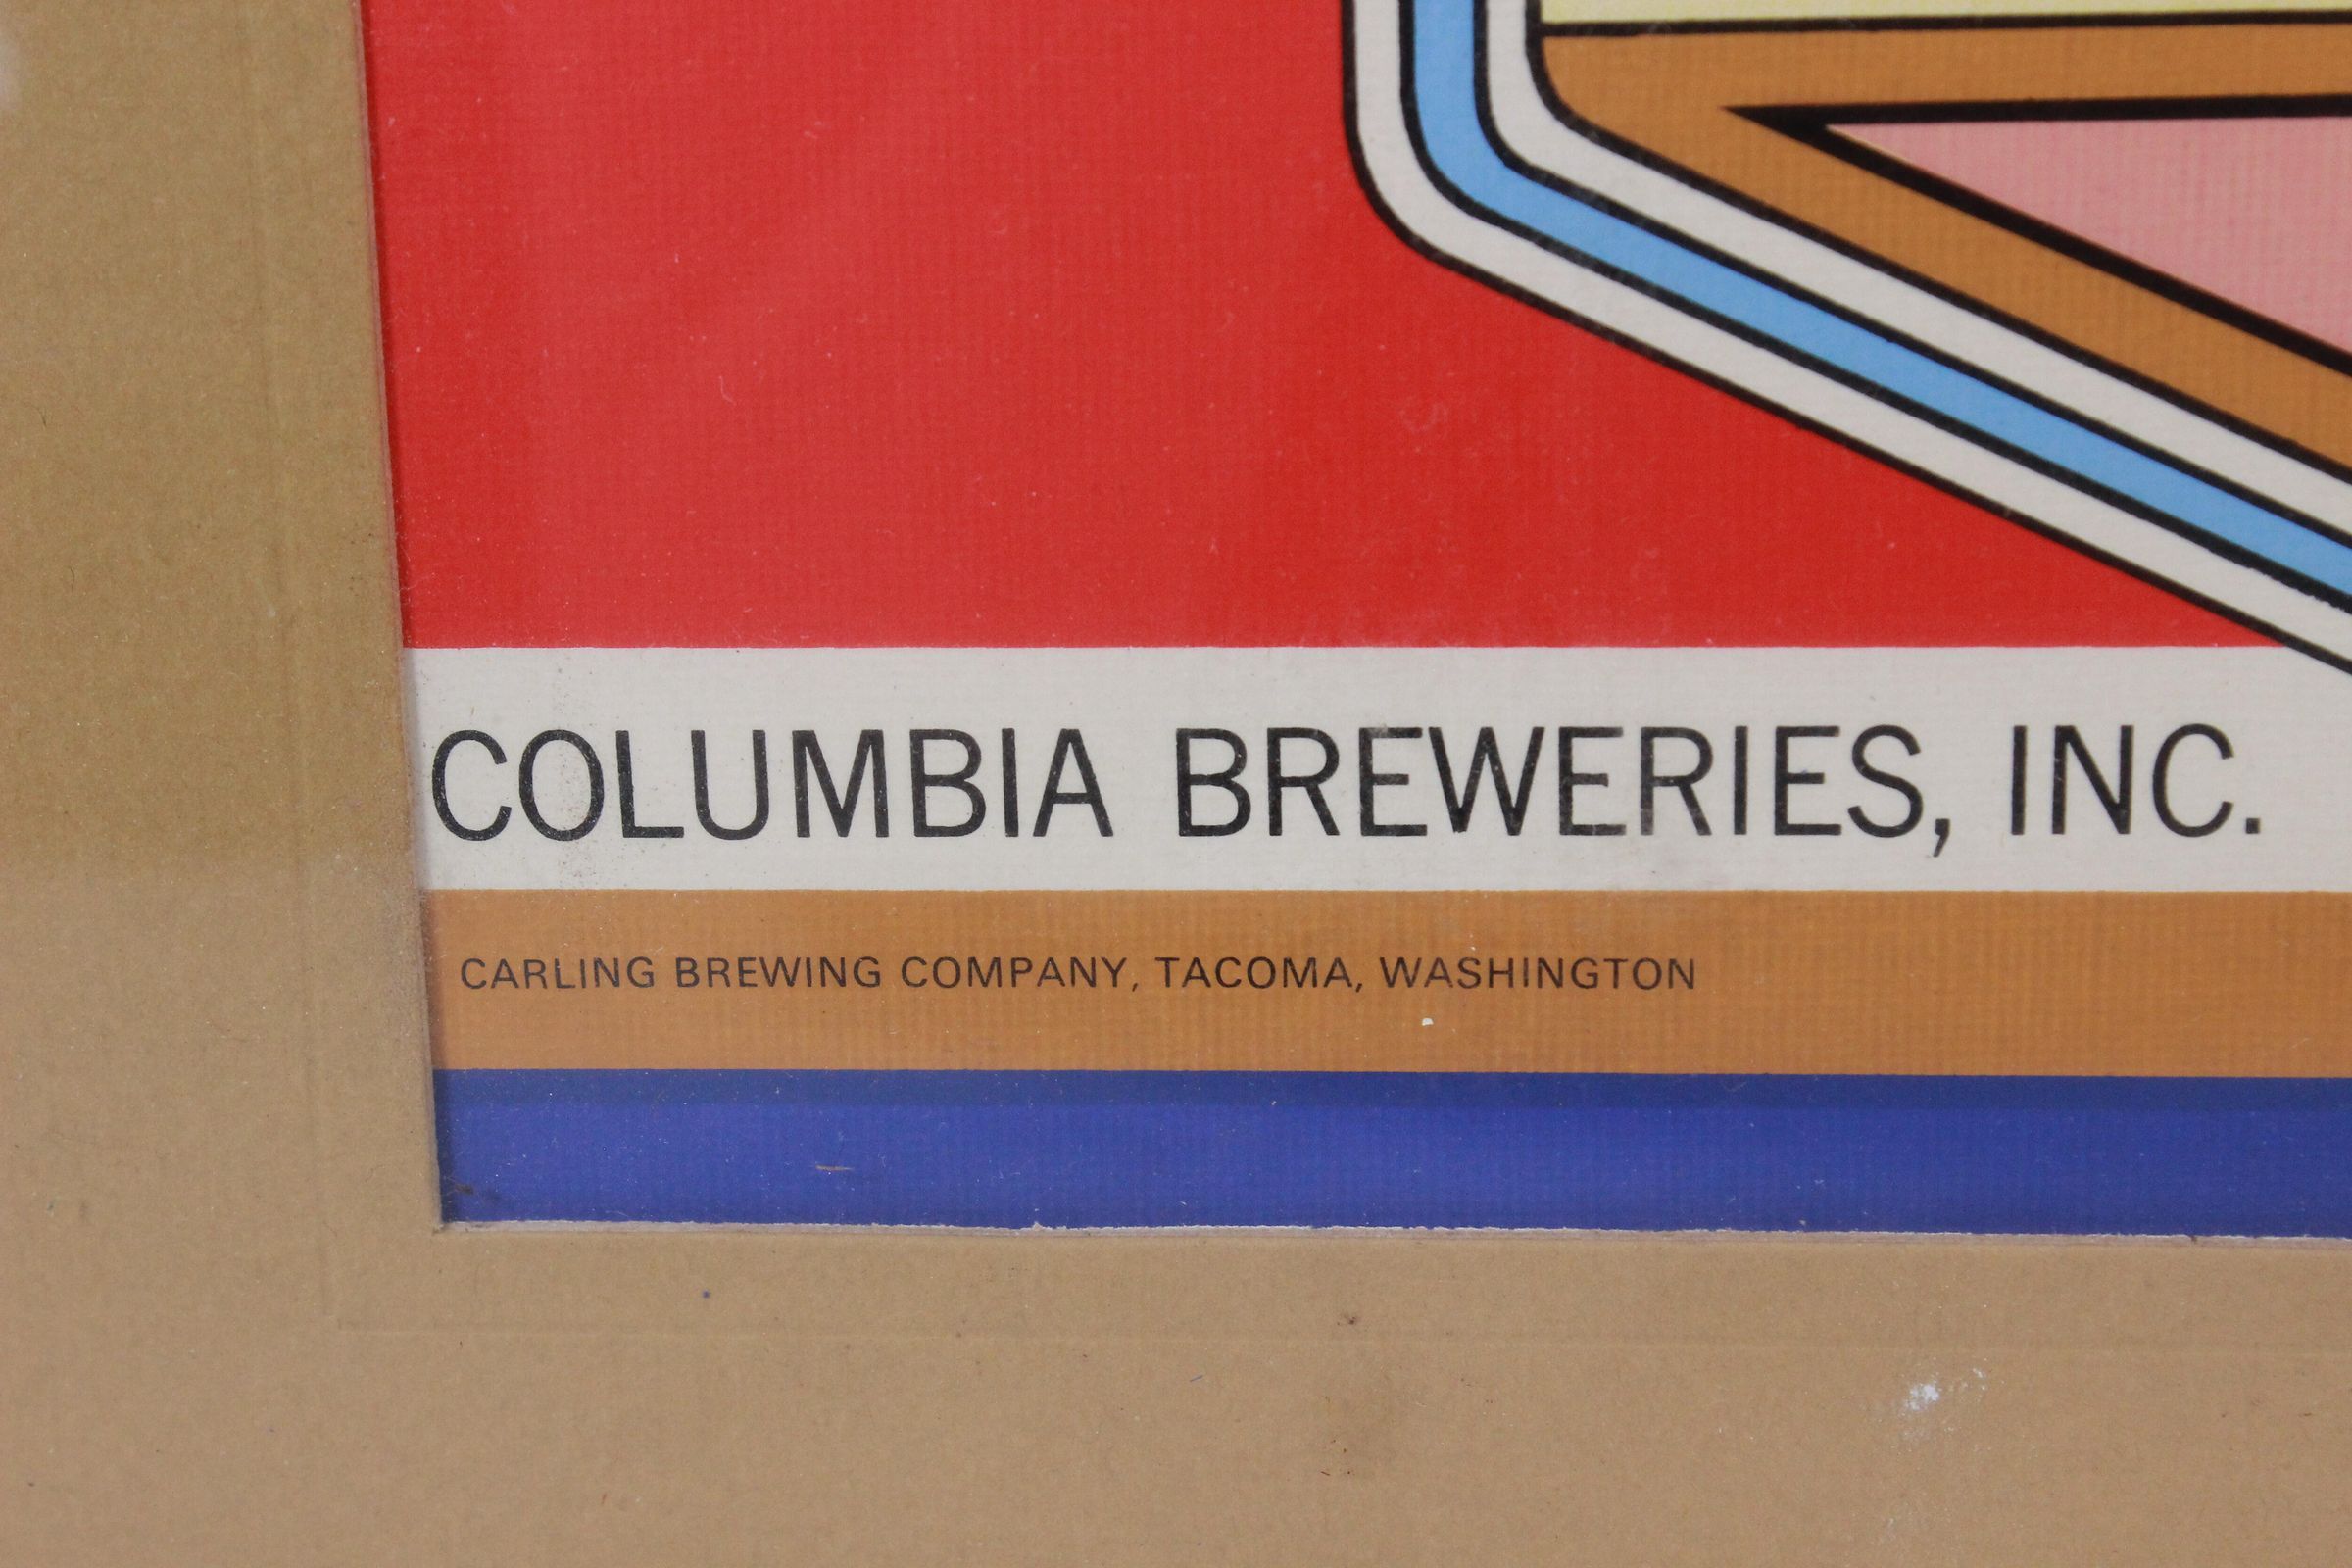 COLUMBIA BREWERIES, INC.
CARLING BREWING COMPANY, TACOMA, WASHINGTON